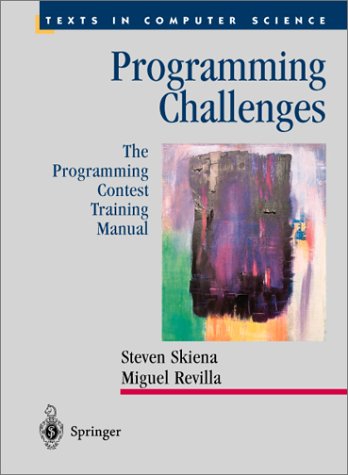 TEXTS IN COMPUTER SCIENCE
Programming
Challenges
The
Programming
Contest
Training
Manual
Steven Skiena
Miguel Revilla
Springer